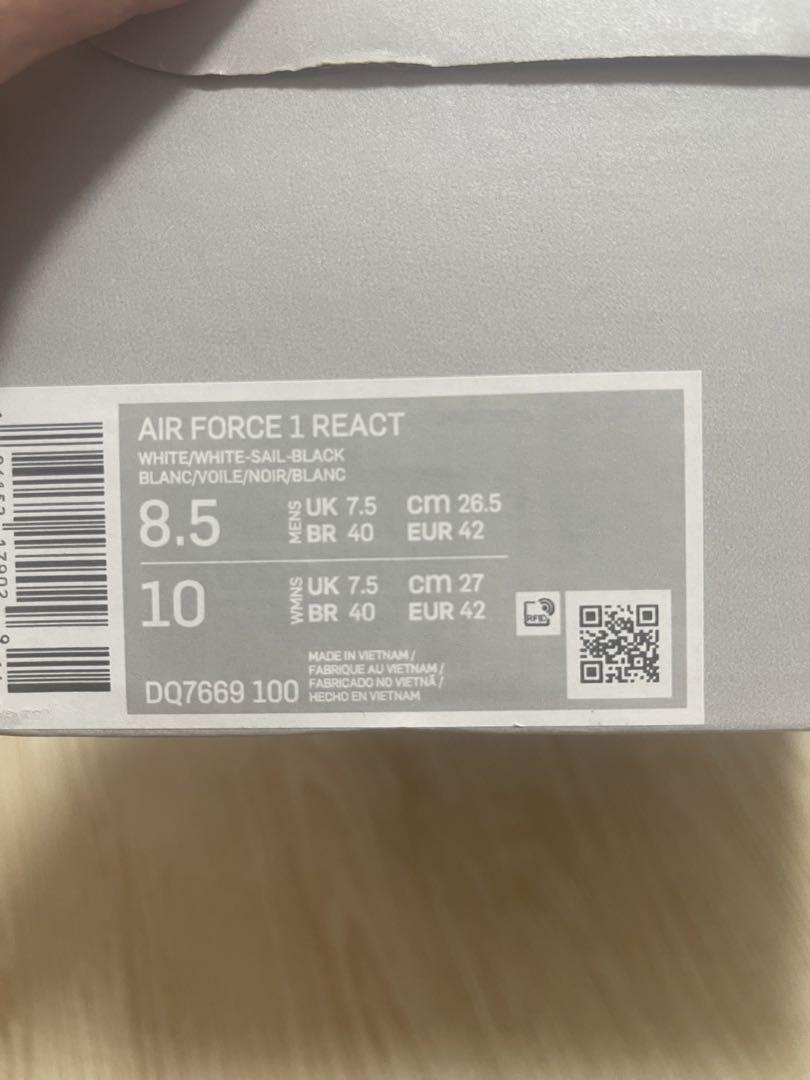 AIR FORCE 1 REACT
WHITE/WHITE-SAIL-BLACK
BLANC/VOILE/NOIR/BLANC
8.5 MENS UK 7.5 cm 26.5
BR 40 EUR 42
10 WMNS UK 7.5 cm 27
BR 40 EUR 42
RFID
MADE IN VIETNAM /
FABRIQUE AU VIETNAM /
FABRICADO NO VIETNÃ /
HECHO EN VIETNAM
DQ7669 100